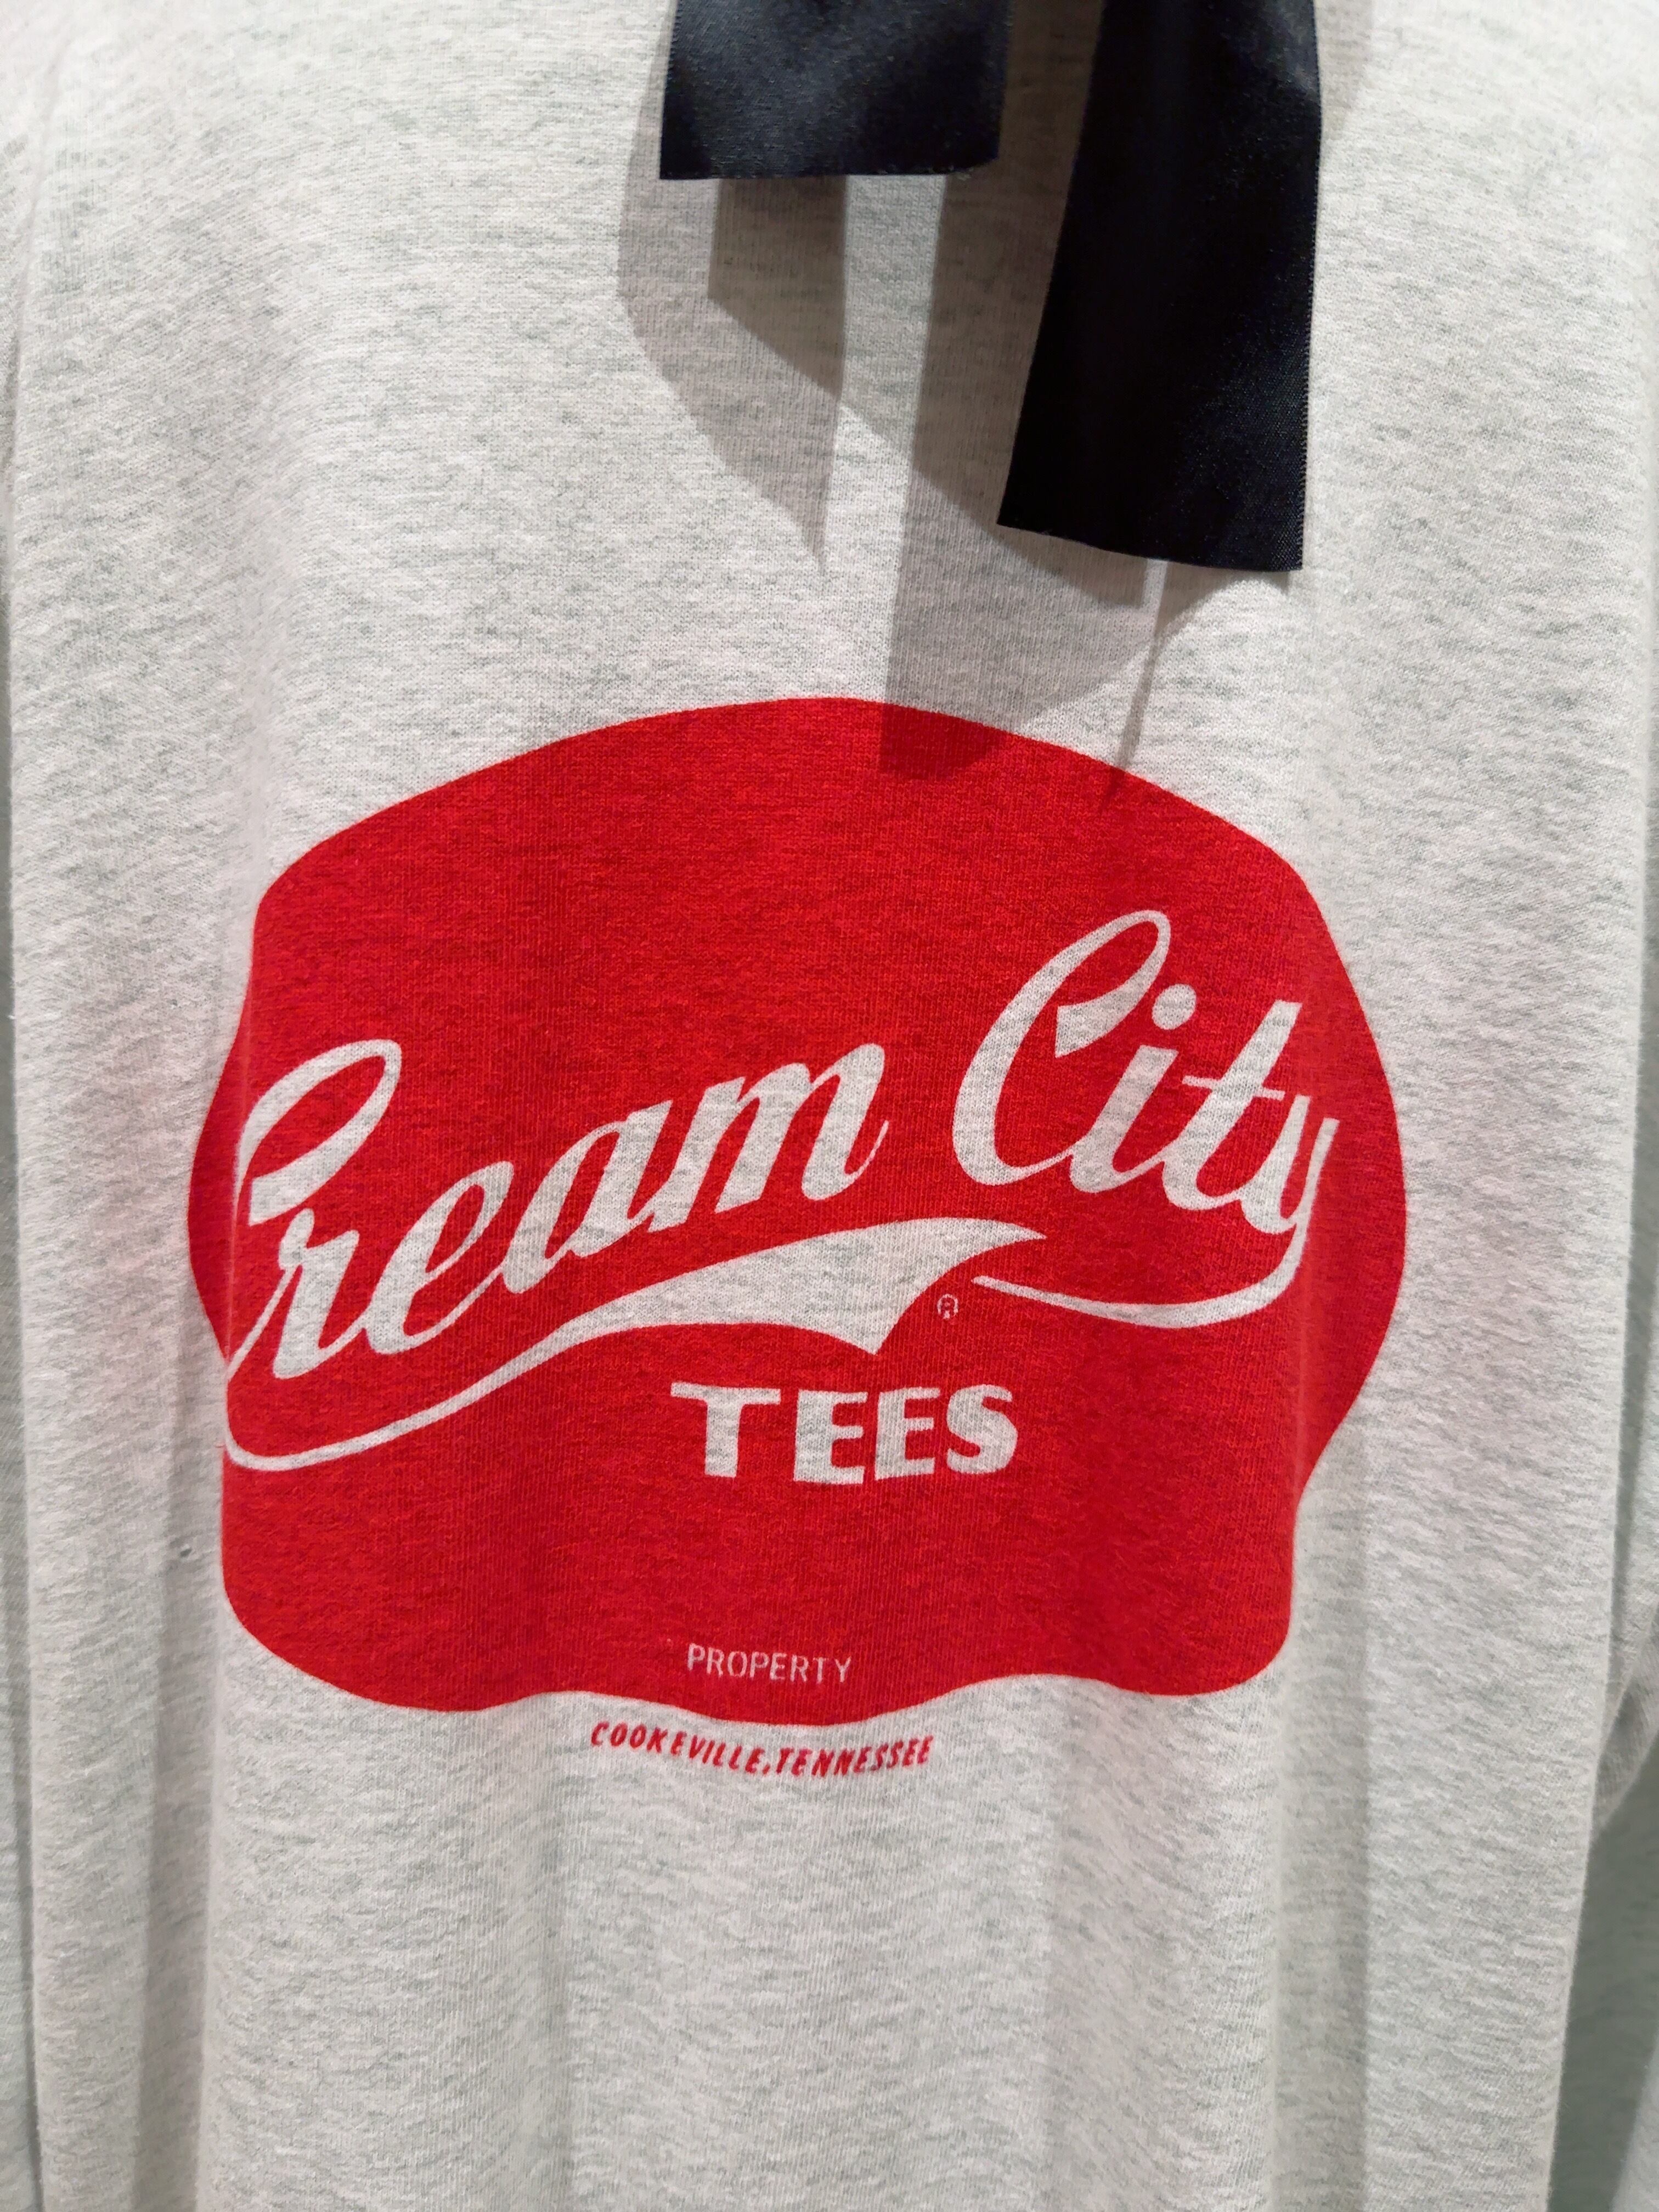 Cream City
®
TEES
PROPERTY
COOKEVILLE, TENNESSEE